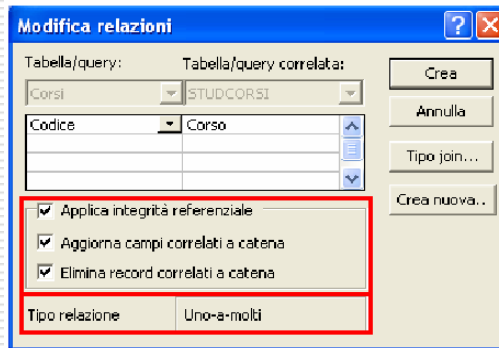 Modifica relazioni
Tabella/query: Tabella/query correlata:
Corsi STUDCORSI
Codice Corso
Applica integrità referenziale
Aggiorna campi correlati a catena
Elimina record correlati a catena
Tipo relazione Uno-a-molti
Crea
Annulla
Tipo join...
Crea nuova..